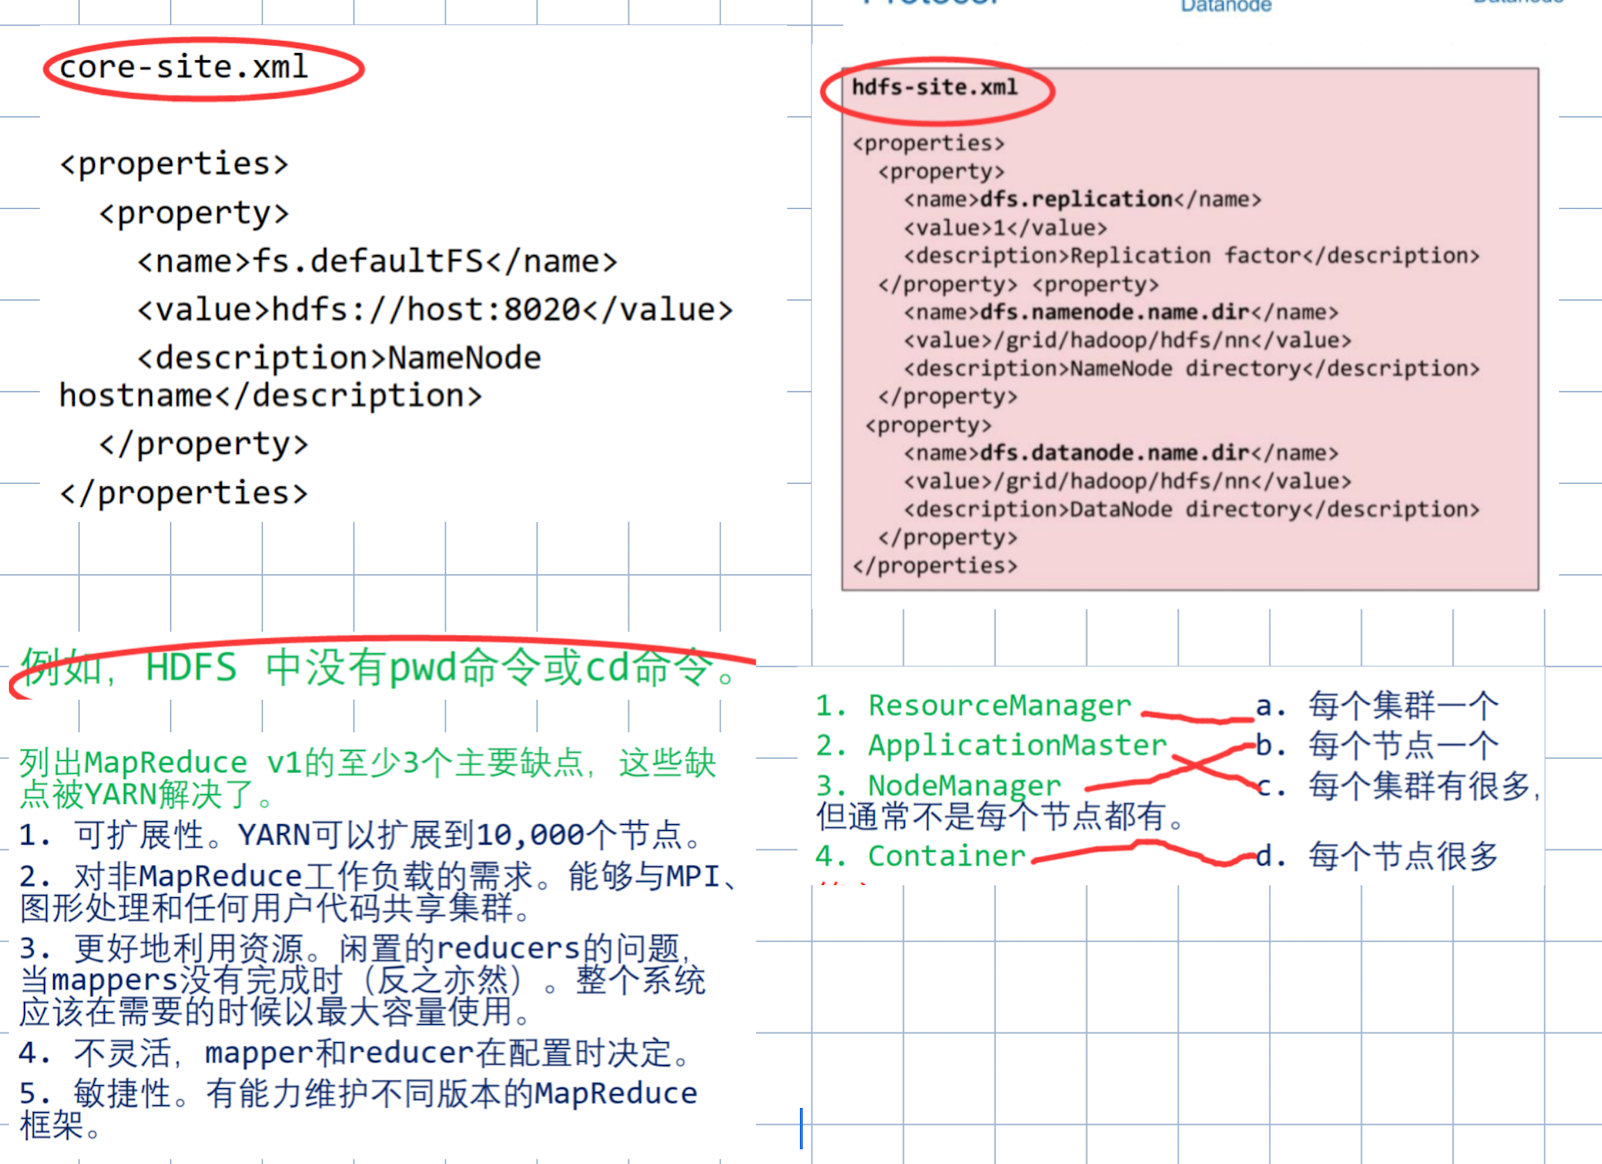 core-site.xml
<properties>
<property>
<name>fs.defaultFS</name>
<value>hdfs://host:8020</value>
<description>NameNode
hostname</description>
</property>
</properties>
Datanode
hdfs-site.xml
<properties>
<property>
<name>dfs.replication</name>
<value>1</value>
<description>Replication factor</description>
</property> <property>
<name>dfs.namenode.name.dir</name>
<value>/grid/hadoop/hdfs/nn</value>
<description>NameNode directory</description>
</property>
<property>
<name>dfs.datanode.name.dir</name>
<value>/grid/hadoop/hdfs/nn</value>
<description>DataNode directory</description>
</property>
</properties>
例如，HDFS 中没有pwd命令或cd命令。
列出MapReduce v1的至少3个主要缺点，这些缺
点被YARN解决了。
1. 可扩展性。YARN可以扩展到10,000个节点。
2. 对非MapReduce工作负载的需求。能够与MPI、
图形处理和任何用户代码共享集群。
3. 更好地利用资源。闲置的reducers的问题，
当mappers没有完成时（反之亦然）。整个系统
应该在需要的时候以最大容量使用。
4. 不灵活，mapper和reducer在配置时决定。
5. 敏捷性。有能力维护不同版本的MapReduce
框架。
1. ResourceManager a. 每个集群一个
2. ApplicationMaster b. 每个节点一个
3. NodeManager c. 每个集群有很多，
但通常不是每个节点都有。
4. Container d. 每个节点很多